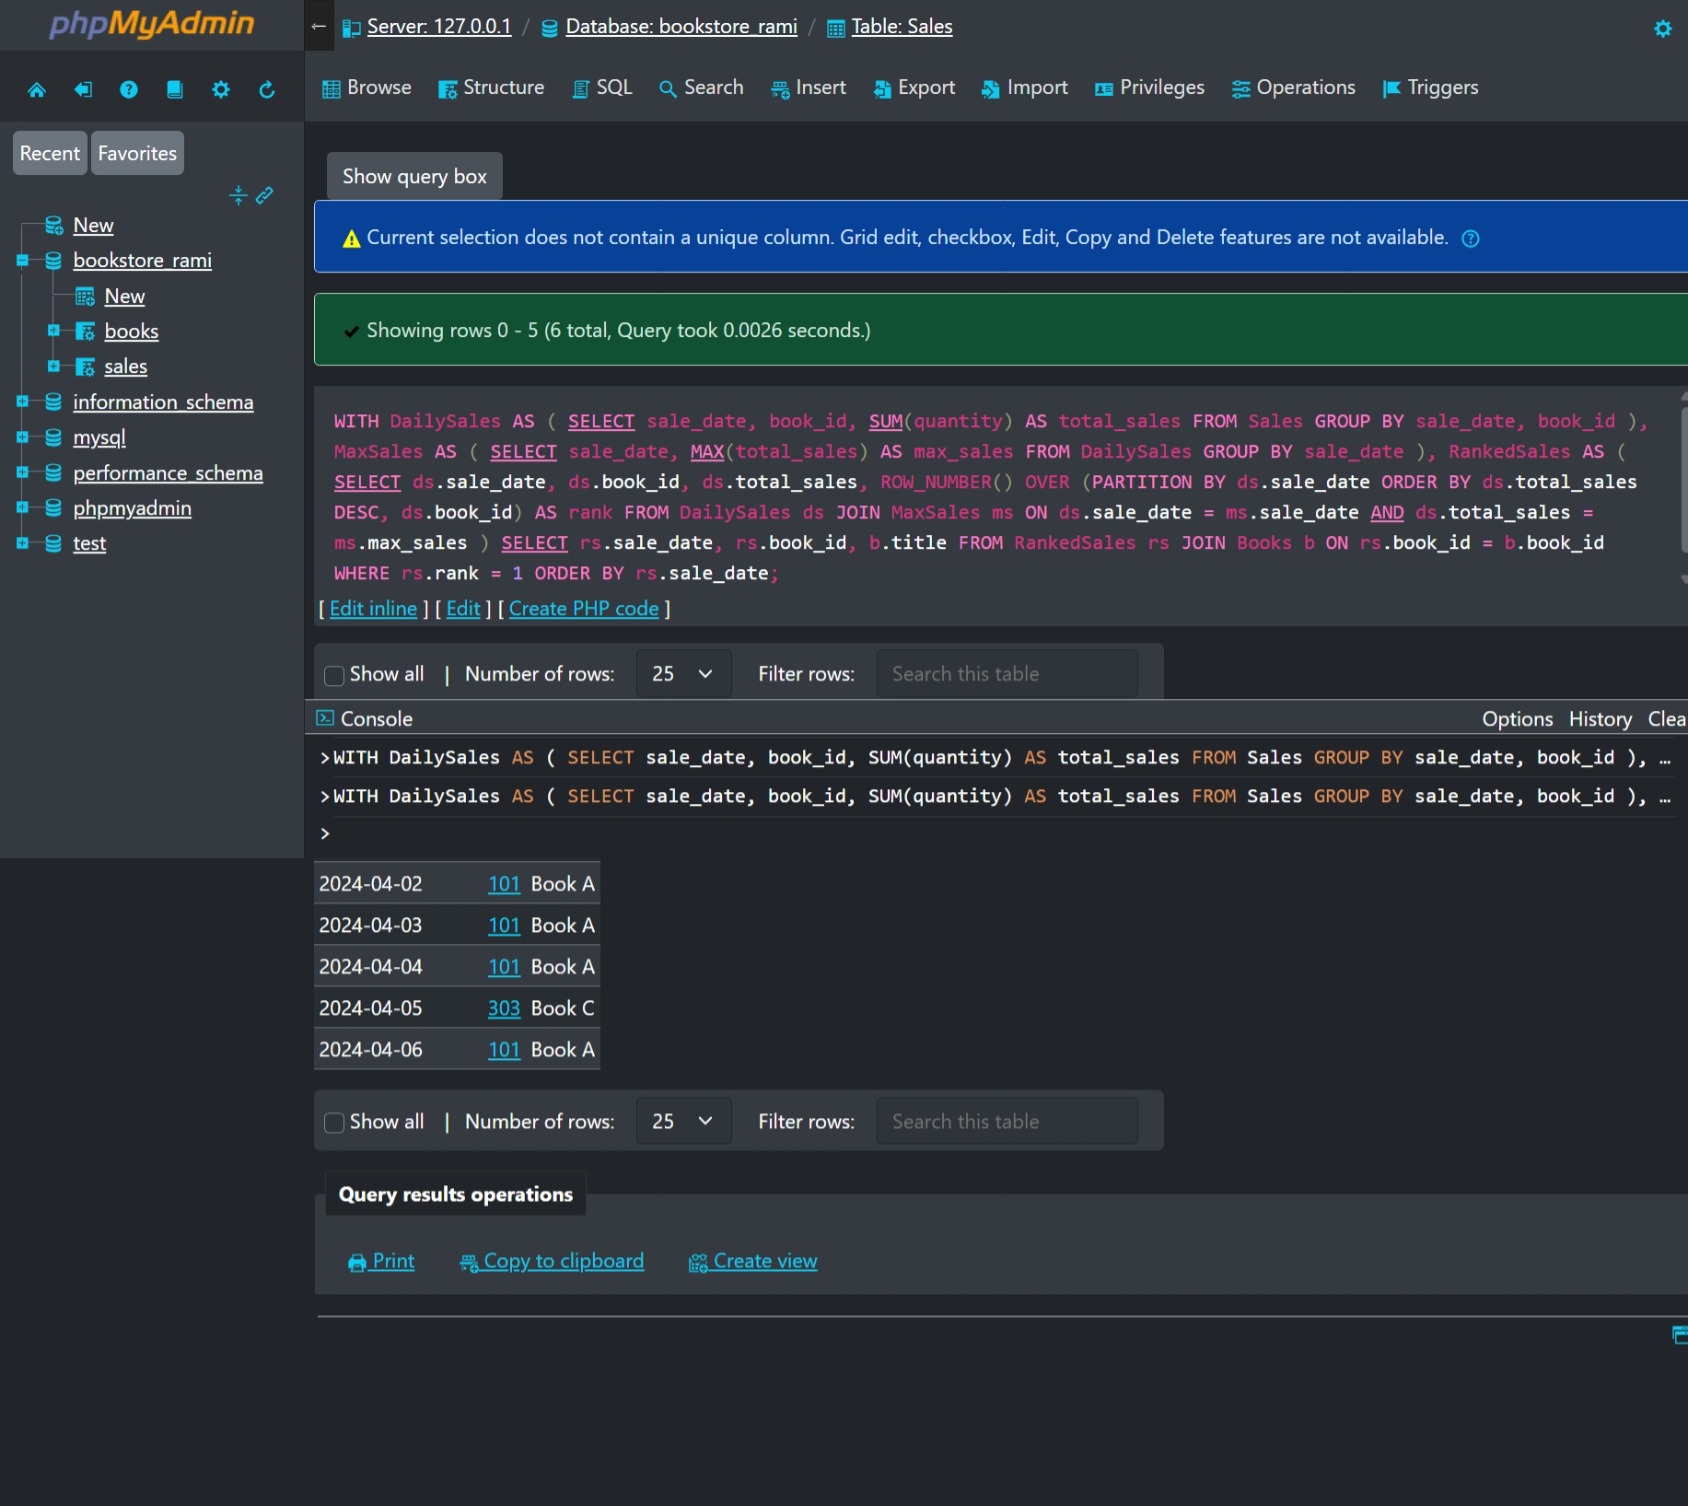 phpMyAdmin
Recent Favorites
New
bookstore_rami
New
books
sales
information_schema
mysql
performance_schema
phpmyadmin
test
← Server: 127.0.0.1 / Database: bookstore_rami / Table: Sales
Browse Structure SQL Search Insert Export Import Privileges Operations Triggers
Show query box
Current selection does not contain a unique column. Grid edit, checkbox, Edit, Copy and Delete features are not available.
Showing rows 0 - 5 (6 total, Query took 0.0026 seconds.)
WITH DailySales AS ( SELECT sale_date, book_id, SUM(quantity) AS total_sales FROM Sales GROUP BY sale_date, book_id ),
MaxSales AS ( SELECT sale_date, MAX(total_sales) AS max_sales FROM DailySales GROUP BY sale_date ), RankedSales AS (
SELECT ds.sale_date, ds.book_id, ds.total_sales, ROW_NUMBER() OVER (PARTITION BY ds.sale_date ORDER BY ds.total_sales
DESC, ds.book_id) AS rank FROM DailySales ds JOIN MaxSales ms ON ds.sale_date = ms.sale_date AND ds.total_sales =
ms.max_sales ) SELECT rs.sale_date, rs.book_id, b.title FROM RankedSales rs JOIN Books b ON rs.book_id = b.book_id
WHERE rs.rank = 1 ORDER BY rs.sale_date;
[ Edit inline ] [ Edit ] [ Create PHP code ]
Show all | Number of rows: 25 Filter rows: Search this table
Console Options History Clea
>WITH DailySales AS ( SELECT sale_date, book_id, SUM(quantity) AS total_sales FROM Sales GROUP BY sale_date, book_id ), …
>WITH DailySales AS ( SELECT sale_date, book_id, SUM(quantity) AS total_sales FROM Sales GROUP BY sale_date, book_id ), …
>
2024-04-02 101 Book A
2024-04-03 101 Book A
2024-04-04 101 Book A
2024-04-05 303 Book C
2024-04-06 101 Book A
Show all | Number of rows: 25 Filter rows: Search this table
Query results operations
Print Copy to clipboard Create view